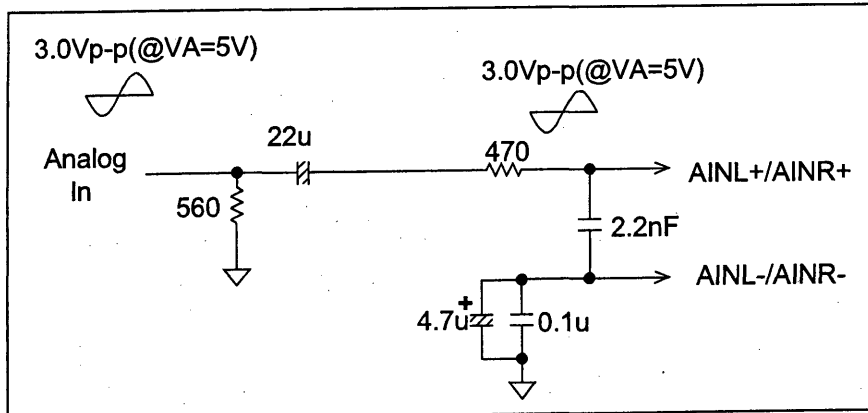 3.0Vp-p(@VA=5V)
3.0Vp-p(@VA=5V)
22u
470
Analog
In
AINL+/AINR+
560
2.2nF
AINL-/AINR-
+
4.7u
0.1u